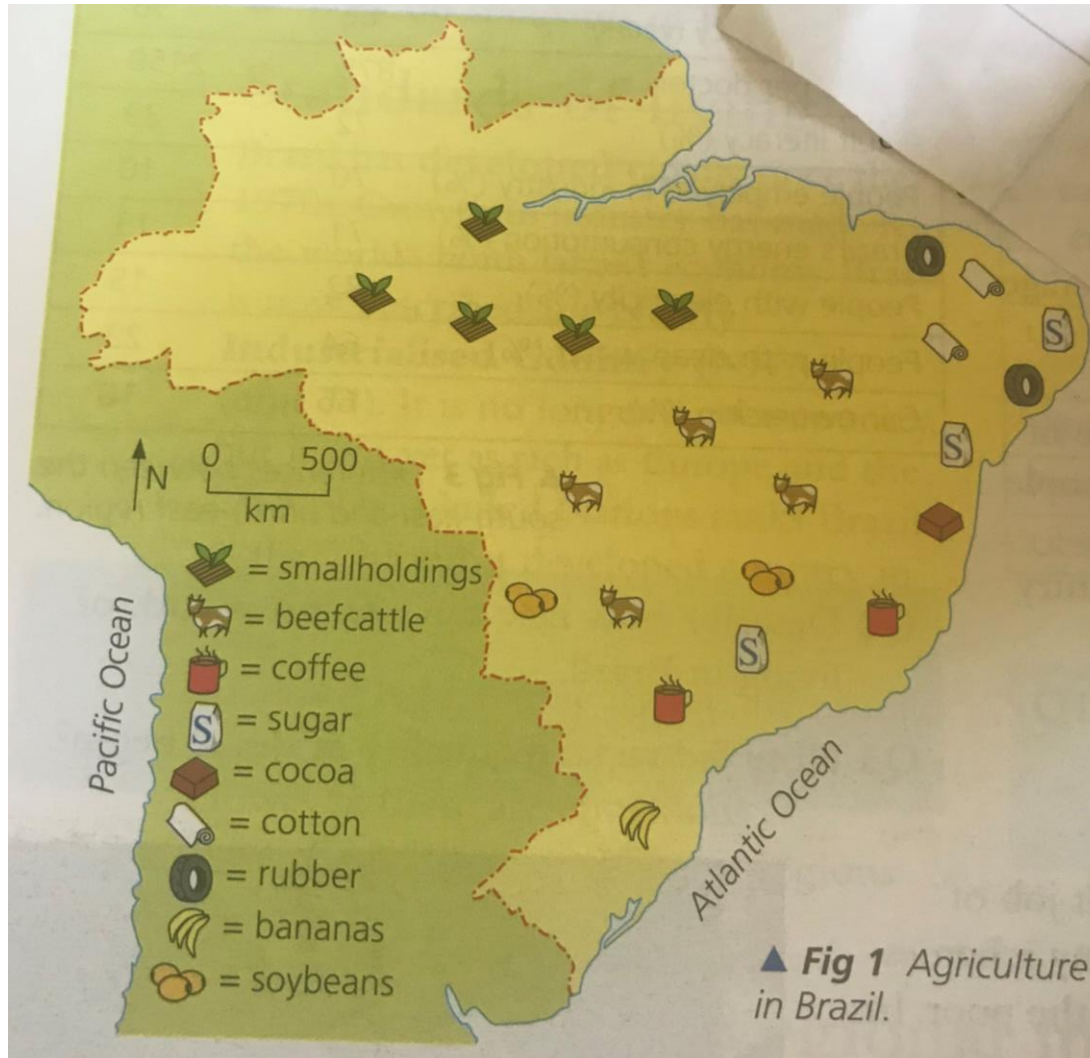 N
0 500
km
= smallholdings
= beefcattle
= coffee
S = sugar
= cocoa
= cotton
= rubber
= bananas
= soybeans
Pacific Ocean
Atlantic Ocean
S
S
S
▲ Fig 1 Agriculture
in Brazil.